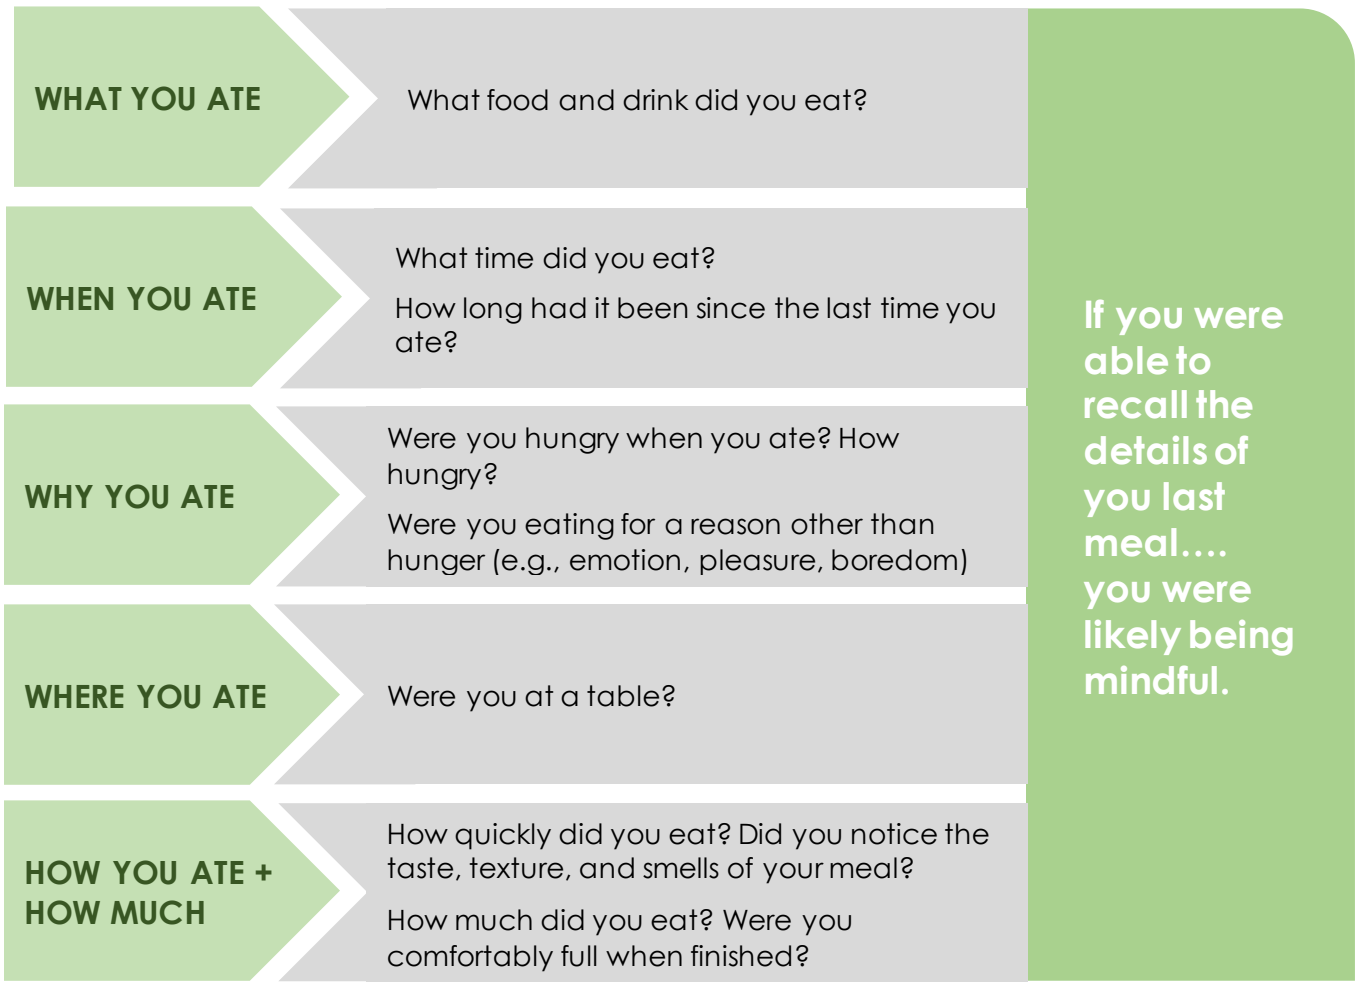 WHAT YOU ATE
What food and drink did you eat?
WHEN YOU ATE
What time did you eat?
How long had it been since the last time you
ate?
WHY YOU ATE
Were you hungry when you ate? How
hungry?
Were you eating for a reason other than
hunger (e.g., emotion, pleasure, boredom)
WHERE YOU ATE
Were you at a table?
HOW YOU ATE +
HOW MUCH
How quickly did you eat? Did you notice the
taste, texture, and smells of your meal?
How much did you eat? Were you
comfortably full when finished?
If you were
able to
recall the
details of
you last
meal….
you were
likely being
mindful.